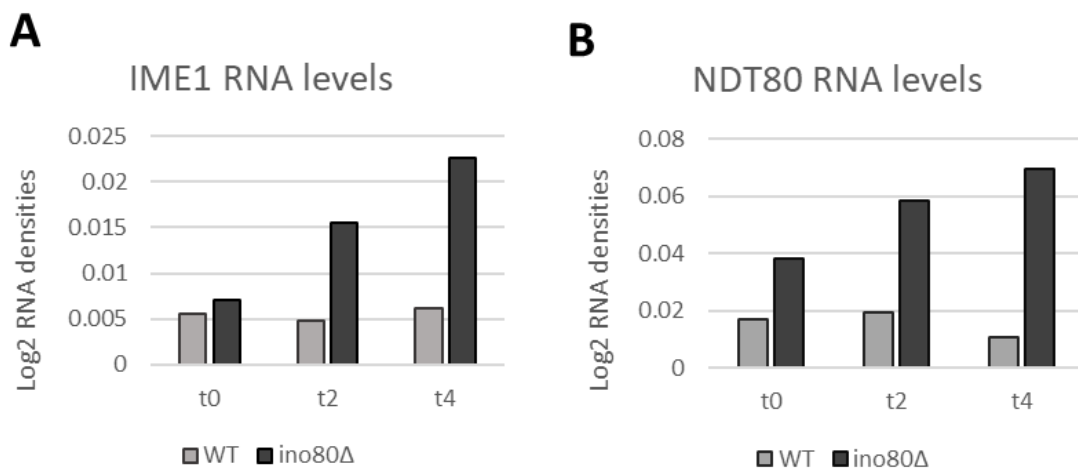 A
IME1 RNA levels
Log2 RNA densities
0.025
0.02
0.015
0.01
0.005
0
t0 t2 t4
WT ino80Δ
B
NDT80 RNA levels
Log2 RNA densities
0.08
0.06
0.04
0.02
0
t0 t2 t4
WT ino80Δ